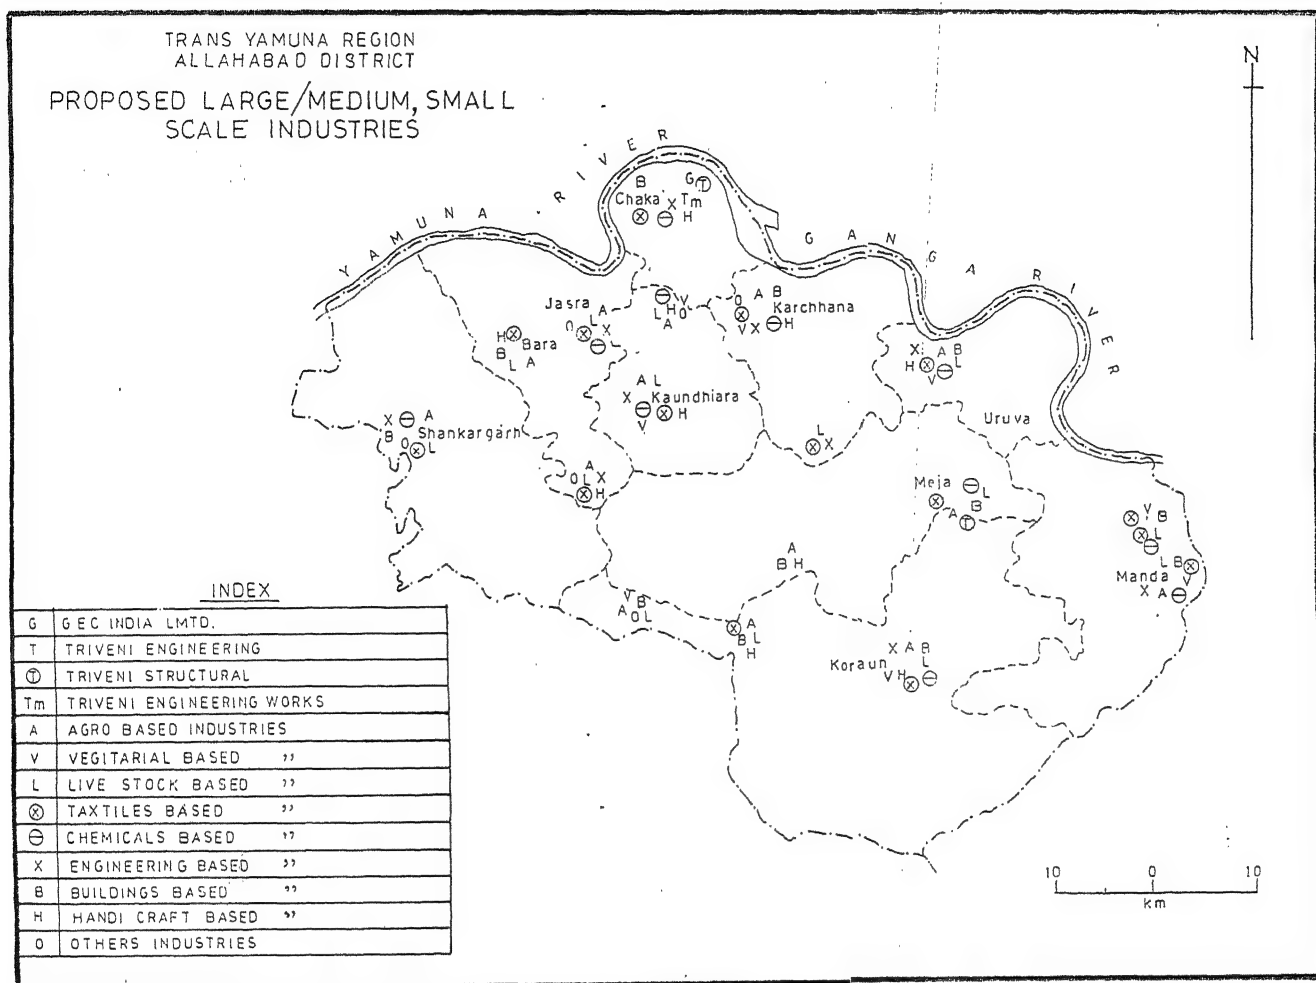 TRANS YAMUNA REGION
ALLAHABAD DISTRICT
PROPOSED LARGE/MEDIUM, SMALL
SCALE INDUSTRIES
N
YAMUNA RIVER
GANGA RIVER
B G Ⓣ
Chaka X Tm
ⓧ ⊖ H
Jasra A
O L X
ⓧ ⊖
⊖ V
L H O
A
O A B
ⓧ Karchhana
V X ⊖ H
H ⓧ Bara
B L A
X A B
H ⓧ ⊖ L
V
A L
X Kaundhiara
⊖ ⓧ H
V
X ⊖ A
B O Shankargarh
ⓧ L
Uruva
L
ⓧ X
A
O L X
ⓧ H
Meja ⊖ L
ⓧ B
A Ⓣ
ⓧ V B
ⓧ L
⊖
L B ⓧ
Manda V
X A ⊖
A
B H
V B
A O L
ⓧ A
B L
H
X A B
Koraun L
V H ⓧ ⊖
INDEX
G GEC INDIA LMTD.
T TRIVENI ENGINEERING
Ⓣ TRIVENI STRUCTURAL
Tm TRIVENI ENGINEERING WORKS
A AGRO BASED INDUSTRIES
V VEGITARIAL BASED ,,
L LIVE STOCK BASED ,,
ⓧ TAXTILES BASED ,,
⊖ CHEMICALS BASED ,,
X ENGINEERING BASED ,,
B BUILDINGS BASED ,,
H HANDI CRAFT BASED ,,
O OTHERS INDUSTRIES
10 0 10
km